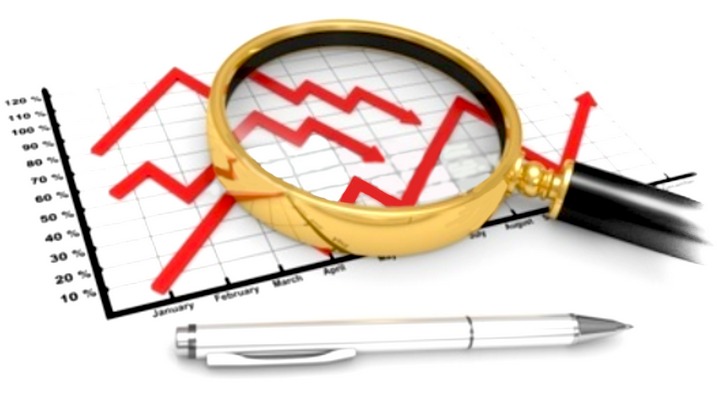 120 %
110 %
100 %
90 %
80 %
70 %
60 %
50 %
40 %
30 %
20 %
10 %
January
February
March
April
July
August